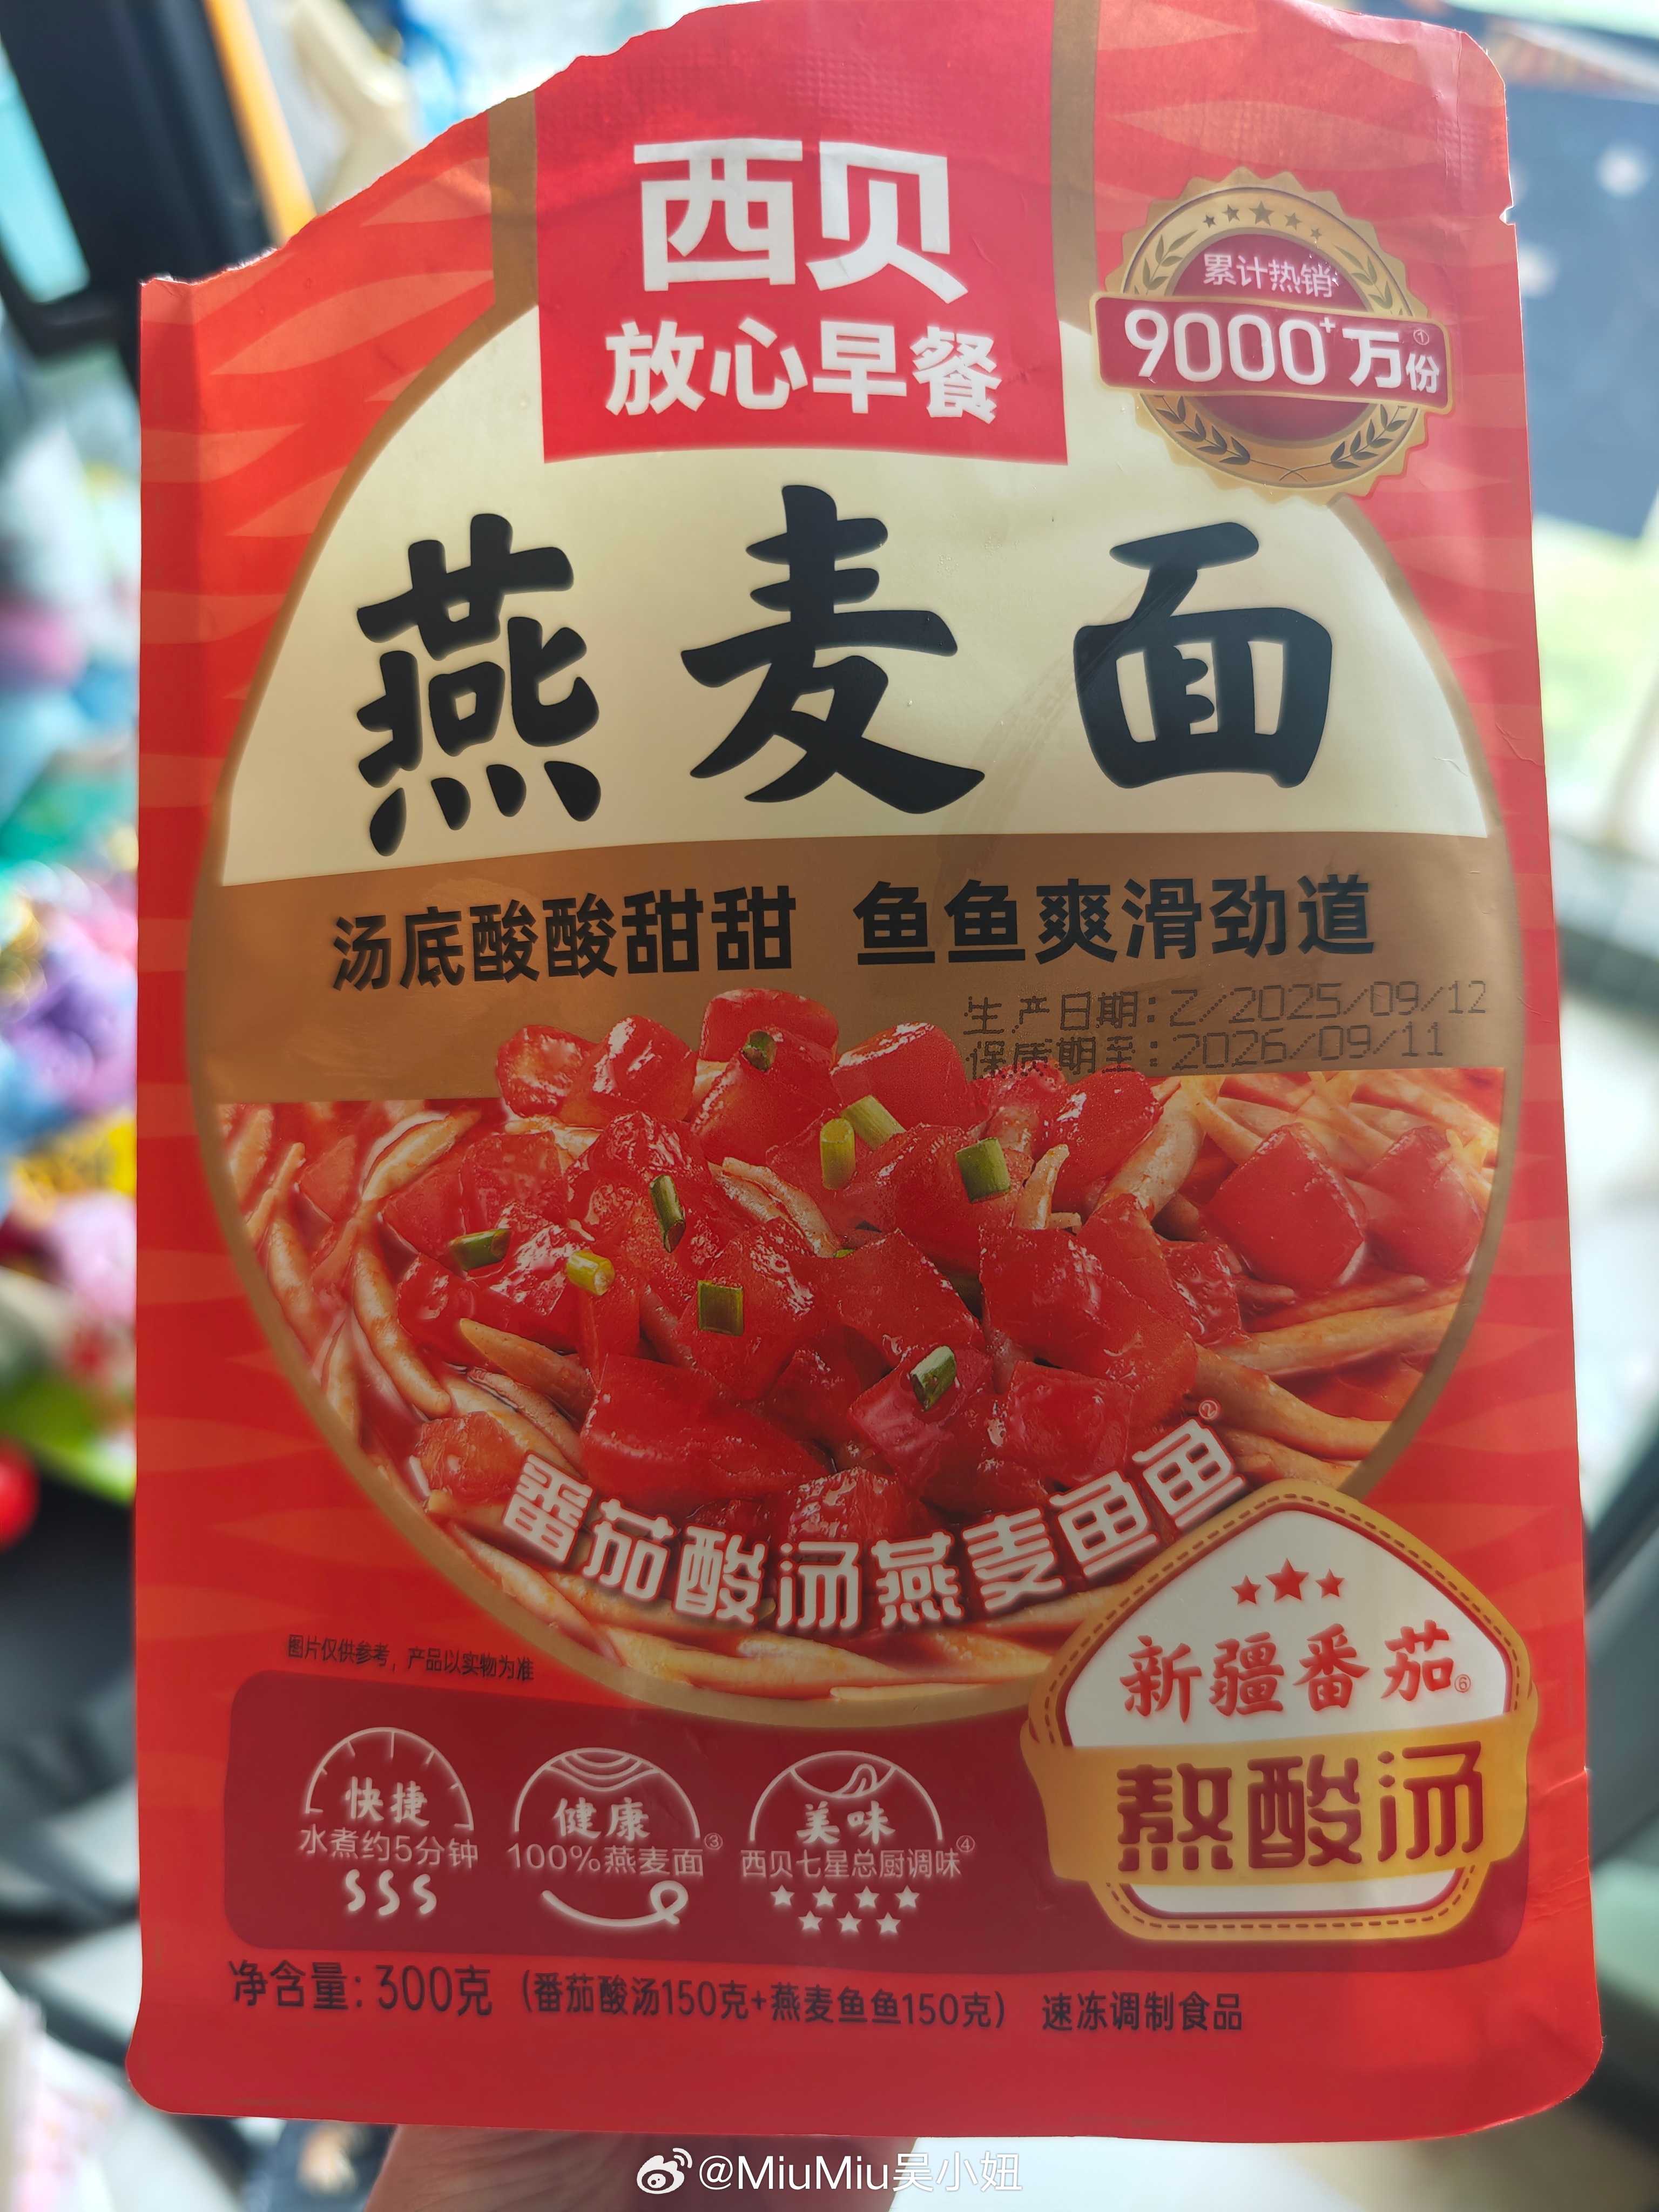 西贝
放心早餐
累计热销
9000⁺万份①
燕麦面
汤底酸酸甜甜 鱼鱼爽滑劲道
生产日期:Z/2025/09/12
保质期至:2026/09/11
番茄酸汤燕麦鱼鱼②
新疆番茄⑥
熬酸汤
图片仅供参考，产品以实物为准
快捷
水煮约5分钟
健康
100%燕麦面③
美味
西贝七星总厨调味④
净含量: 300克 (番茄酸汤150克+燕麦鱼鱼150克) 速冻调制食品
@MiuMiu吴小妞